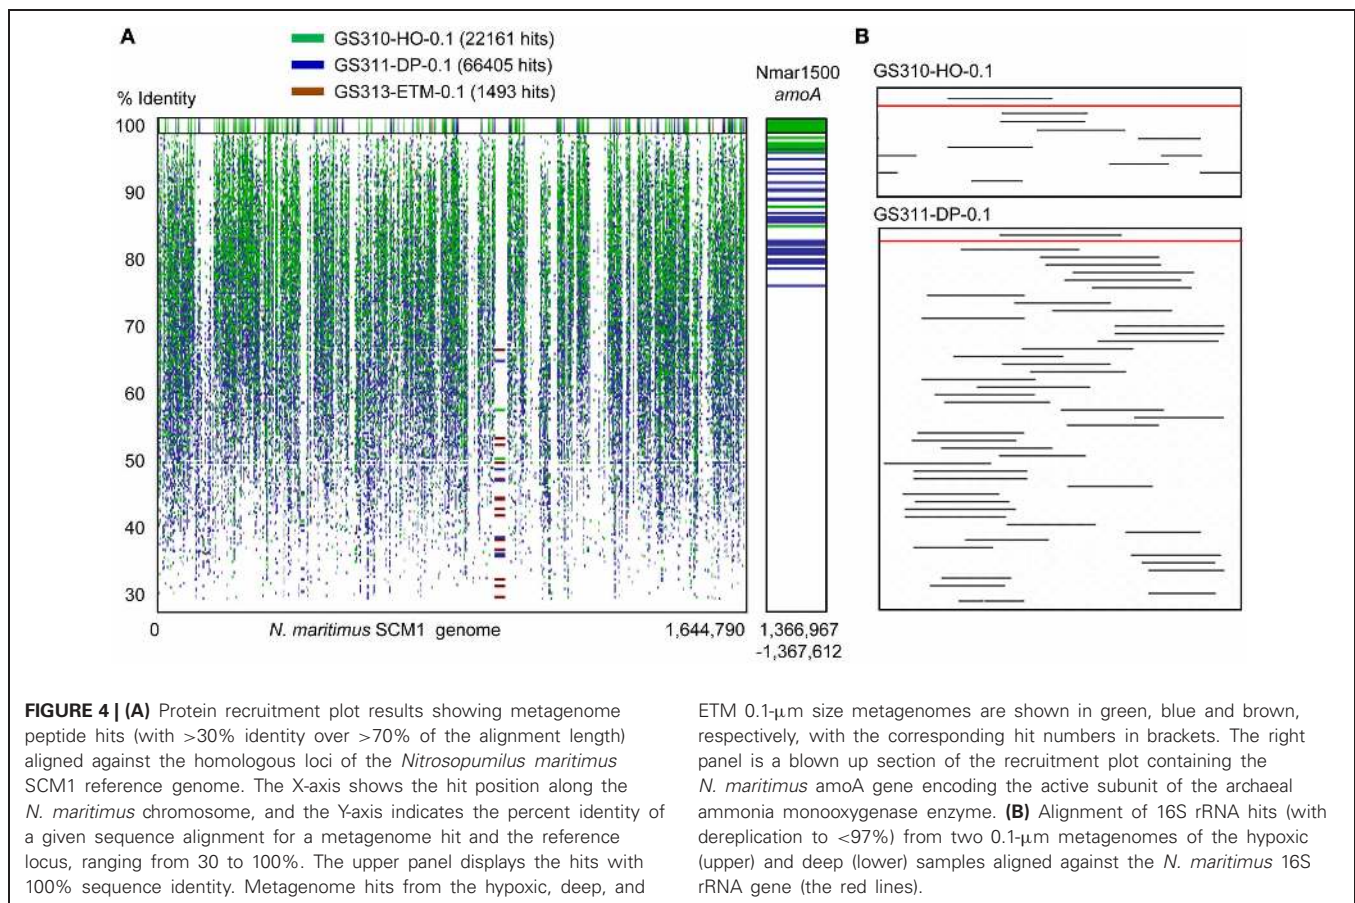 A
GS310-HO-0.1 (22161 hits)
GS311-DP-0.1 (66405 hits)
GS313-ETM-0.1 (1493 hits)
% Identity
100
90
80
70
60
50
40
30
0
N. maritimus SCM1 genome
1,644,790
Nmar1500
amoA
1,366,967
-1,367,612
B
GS310-HO-0.1
GS311-DP-0.1
FIGURE 4 | (A) Protein recruitment plot results showing metagenome
peptide hits (with >30% identity over >70% of the alignment length)
aligned against the homologous loci of the Nitrosopumilus maritimus
SCM1 reference genome. The X-axis shows the hit position along the
N. maritimus chromosome, and the Y-axis indicates the percent identity of
a given sequence alignment for a metagenome hit and the reference
locus, ranging from 30 to 100%. The upper panel displays the hits with
100% sequence identity. Metagenome hits from the hypoxic, deep, and
ETM 0.1-μm size metagenomes are shown in green, blue and brown,
respectively, with the corresponding hit numbers in brackets. The right
panel is a blown up section of the recruitment plot containing the
N. maritimus amoA gene encoding the active subunit of the archaeal
ammonia monooxygenase enzyme. (B) Alignment of 16S rRNA hits (with
dereplication to <97%) from two 0.1-μm metagenomes of the hypoxic
(upper) and deep (lower) samples aligned against the N. maritimus 16S
rRNA gene (the red lines).